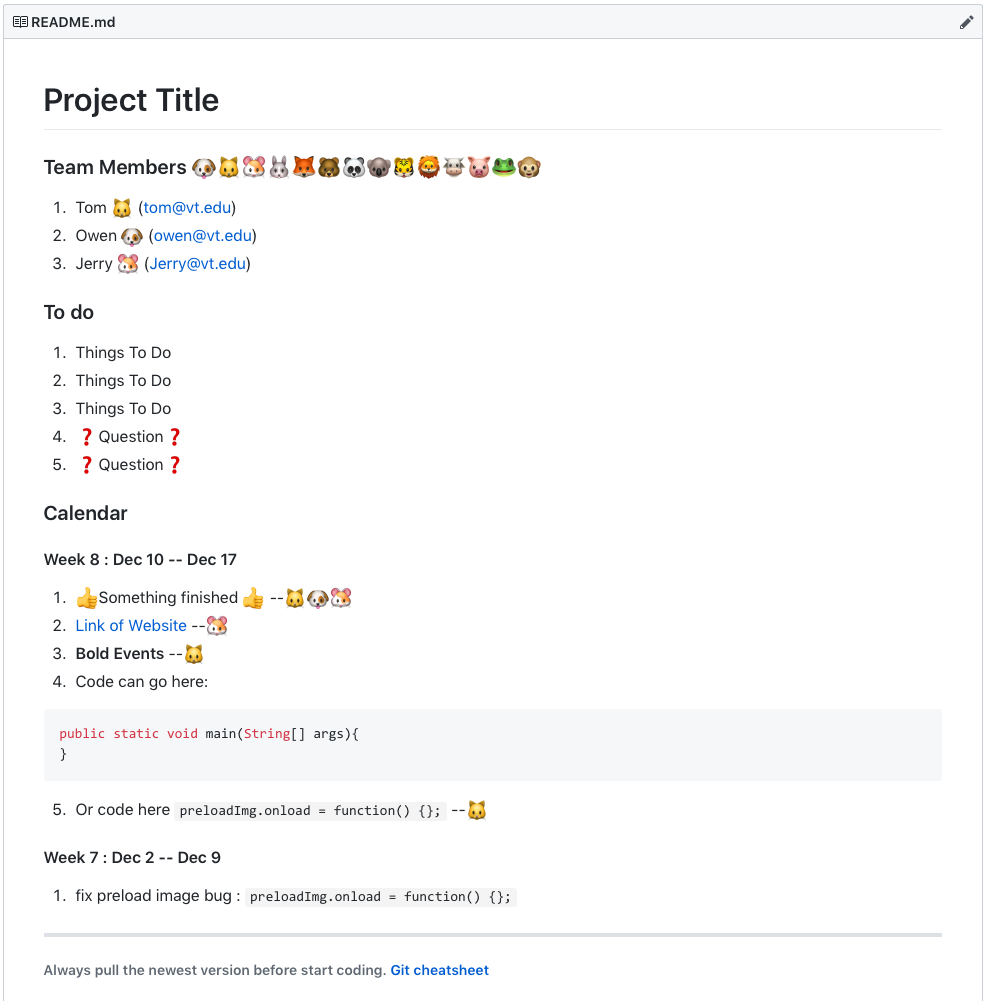 README.md
Project Title
Team Members 🐶🐱🐹🐰🦊🐻🐼🐨🐯🦁🐮🐷🐸🐵
1. Tom 🐱 (tom@vt.edu)
2. Owen 🐶 (owen@vt.edu)
3. Jerry 🐹 (Jerry@vt.edu)
To do
1. Things To Do
2. Things To Do
3. Things To Do
4. ❓ Question ❓
5. ❓ Question ❓
Calendar
Week 8 : Dec 10 -- Dec 17
1. 👍Something finished 👍 --🐱🐶🐹
2. Link of Website --🐹
3. Bold Events --🐱
4. Code can go here:
public static void main(String[] args){
}
5. Or code here preloadImg.onload = function() {}; --🐱
Week 7 : Dec 2 -- Dec 9
1. fix preload image bug : preloadImg.onload = function() {};
Always pull the newest version before start coding. Git cheatsheet